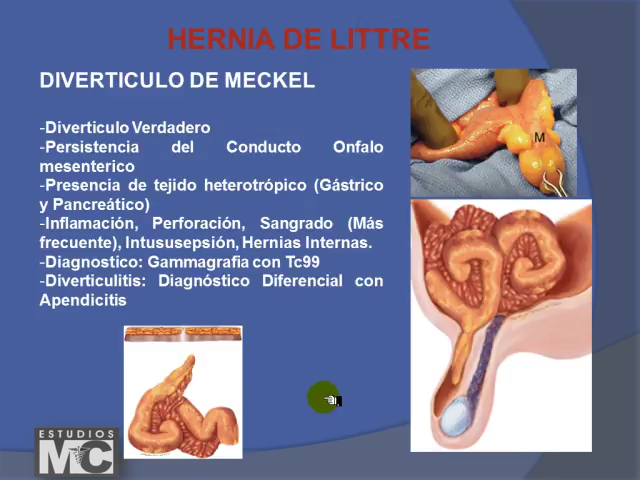 HERNIA DE LITTRE
DIVERTICULO DE MECKEL
-Diverticulo Verdadero
-Persistencia del Conducto Onfalo
mesenterico
-Presencia de tejido heterotrópico (Gástrico
y Pancreático)
-Inflamación, Perforación, Sangrado (Más
frecuente), Intususepsión, Hernias Internas.
-Diagnostico: Gammagrafia con Tc99
-Diverticulitis: Diagnóstico Diferencial con
Apendicitis
M
ESTUDIOS
MC